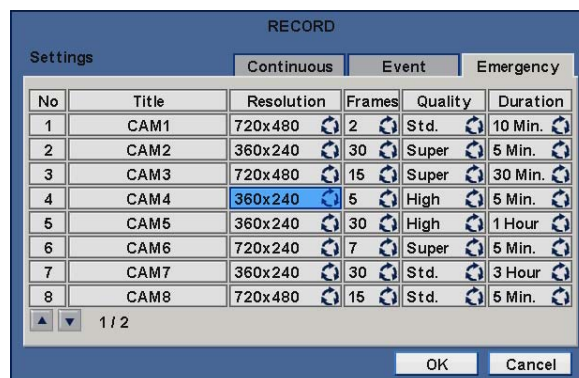 RECORD
Settings Continuous Event Emergency
No Title Resolution Frames Quality Duration
1 CAM1 720x480 2 Std. 10 Min.
2 CAM2 360x240 30 Super 5 Min.
3 CAM3 720x480 15 Super 30 Min.
4 CAM4 360x240 5 High 5 Min.
5 CAM5 360x240 30 High 1 Hour
6 CAM6 720x240 7 Super 5 Min.
7 CAM7 360x240 30 Std. 3 Hour
8 CAM8 720x480 15 Std. 5 Min.
1 / 2
OK Cancel